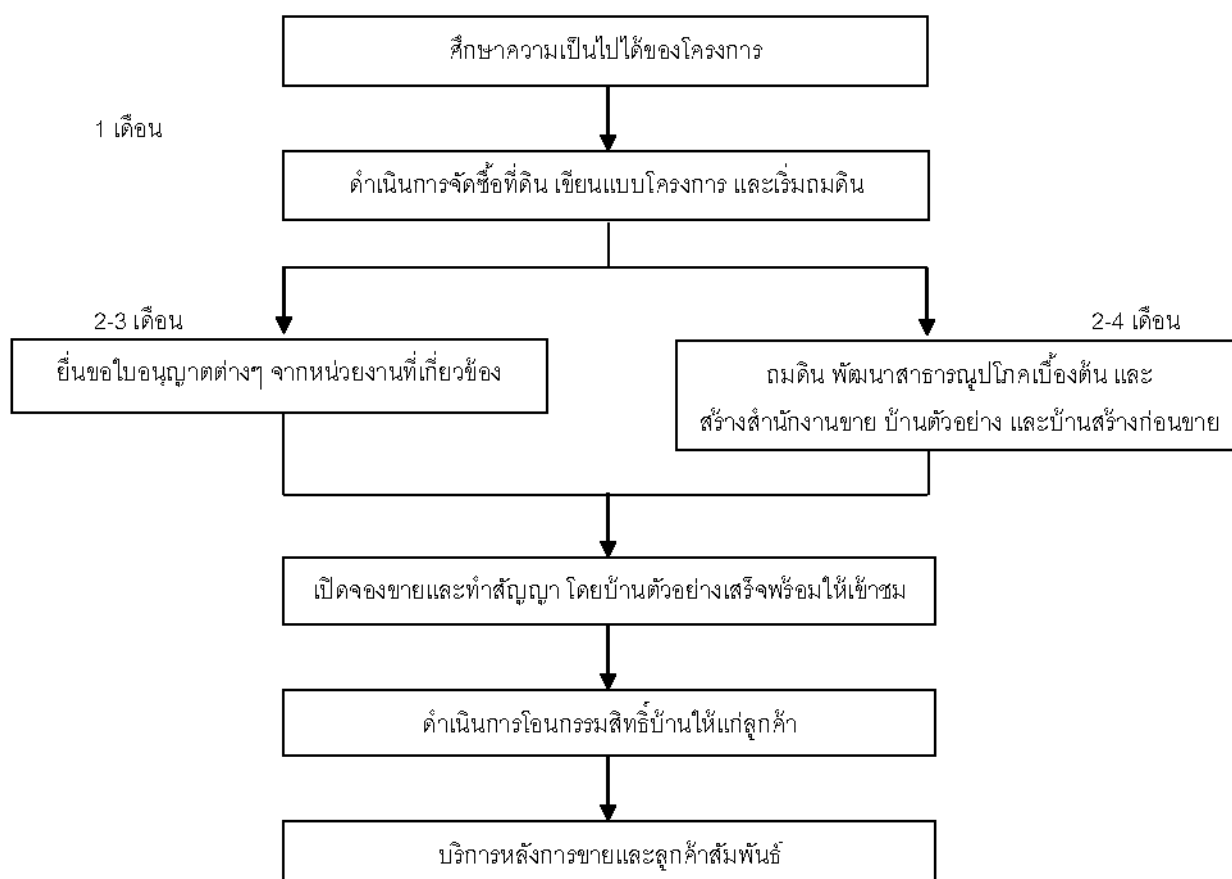 ศึกษาความเป็นไปได้ของโครงการ
1 เดือน
ดำเนินการจัดซื้อที่ดิน เขียนแบบโครงการ และเริ่มถมดิน
2-3 เดือน
2-4 เดือน
ยื่นขอใบอนุญาตต่างๆ จากหน่วยงานที่เกี่ยวข้อง
ถมดิน พัฒนาสาธารณูปโภคเบื้องต้น และ
สร้างสำนักงานขาย บ้านตัวอย่าง และบ้านสร้างก่อนขาย
เปิดจองขายและทำสัญญา โดยบ้านตัวอย่างเสร็จพร้อมให้เข้าชม
ดำเนินการโอนกรรมสิทธิ์บ้านให้แก่ลูกค้า
บริการหลังการขายและลูกค้าสัมพันธ์